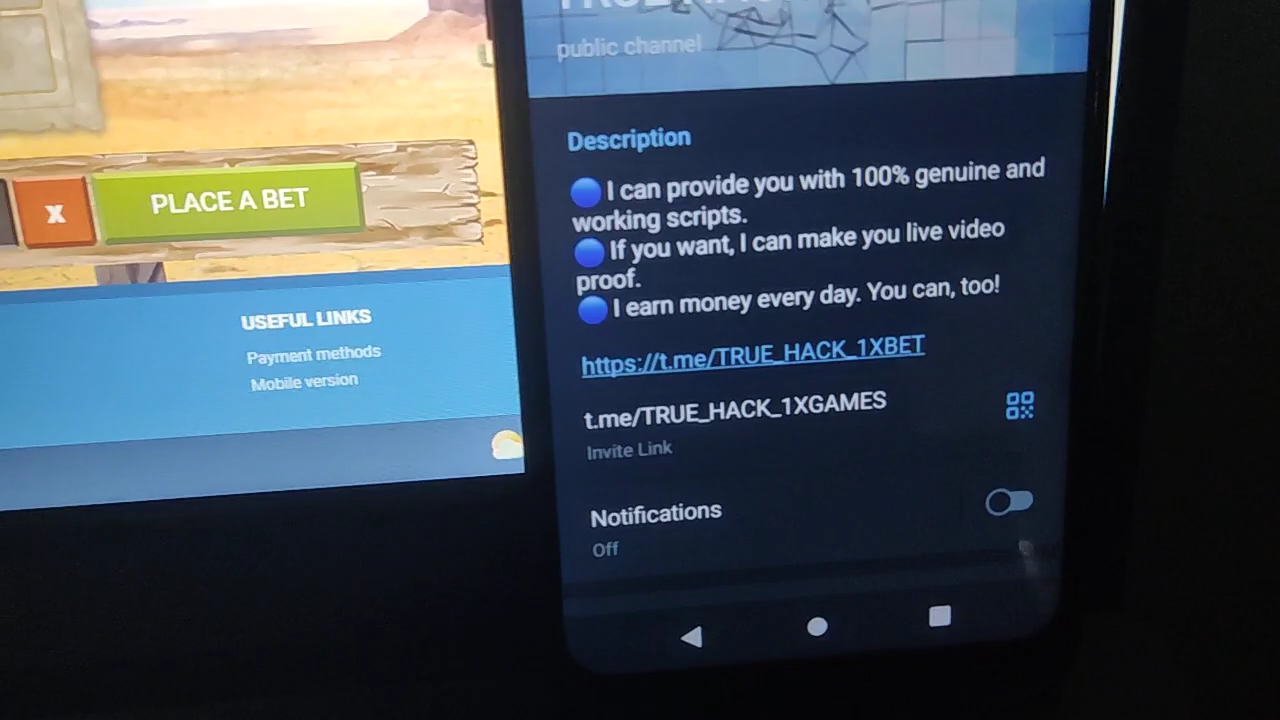 public channel
Description
I can provide you with 100% genuine and
working scripts.
If you want, I can make you live video
proof.
I earn money every day. You can, too!
https://t.me/TRUE_HACK_1XBET
t.me/TRUE_HACK_1XGAMES
Invite Link
Notifications
Off
X
PLACE A BET
USEFUL LINKS
Payment methods
Mobile version